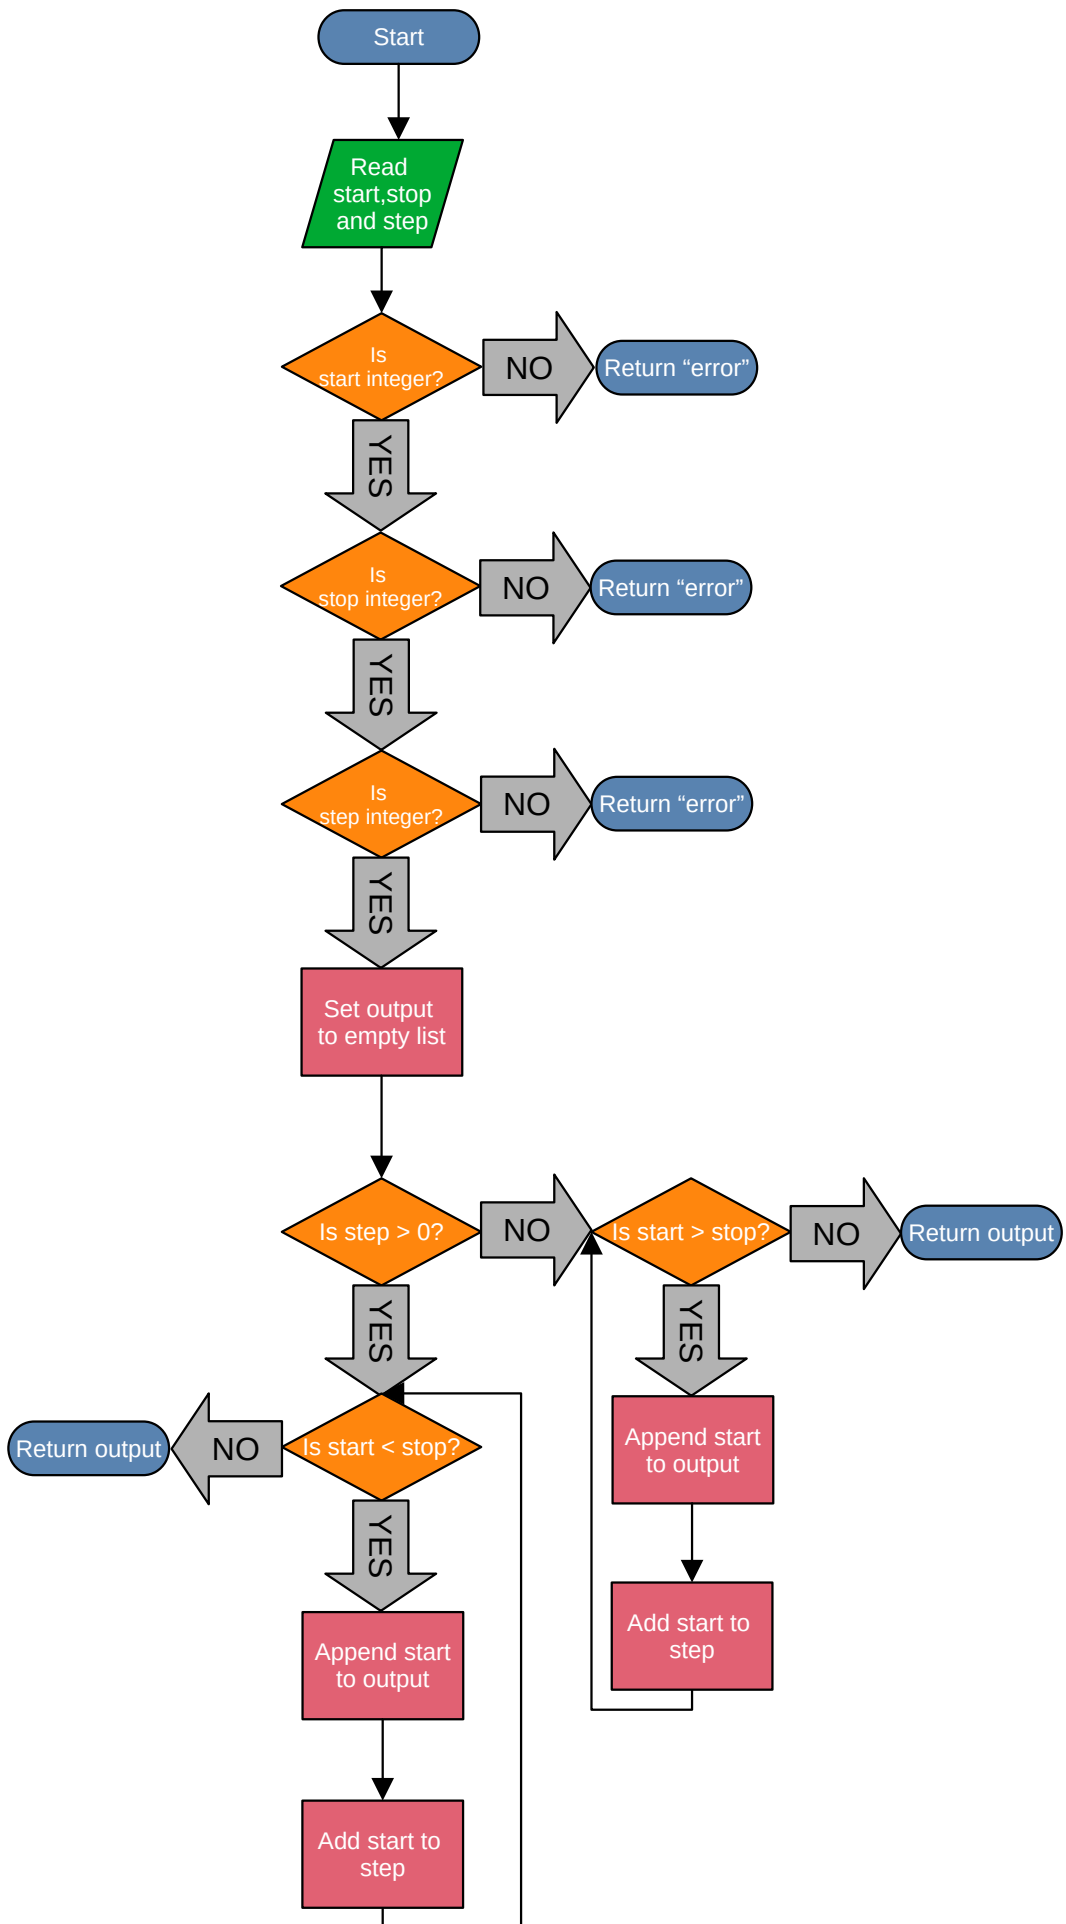 Start
Read
start,stop
and step
Is
start integer?
NO
Return “error”
YES
Is
stop integer?
NO
Return “error”
YES
Is
step integer?
NO
Return “error”
YES
Set output
to empty list
Is step > 0?
NO
Is start > stop?
NO
Return output
YES
YES
Return output
NO
Is start < stop?
Append start
to output
YES
Add start to
step
Append start
to output
Add start to
step